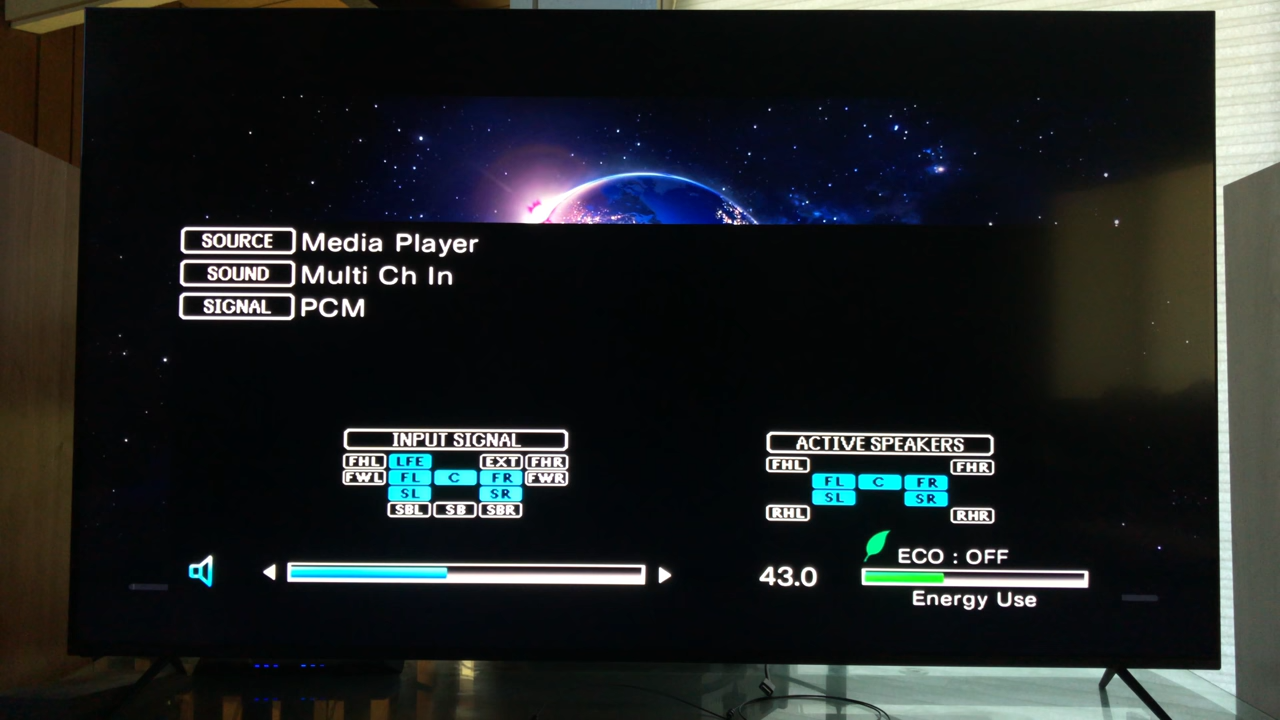 SOURCE Media Player
SOUND Multi Ch In
SIGNAL PCM
INPUT SIGNAL
FHL LFE EXT FHR
FWL FL C FR FWR
SL SR
SBL SB SBR
ACTIVE SPEAKERS
FHL FHR
FL C FR
SL SR
RHL RHR
ECO : OFF
43.0
Energy Use